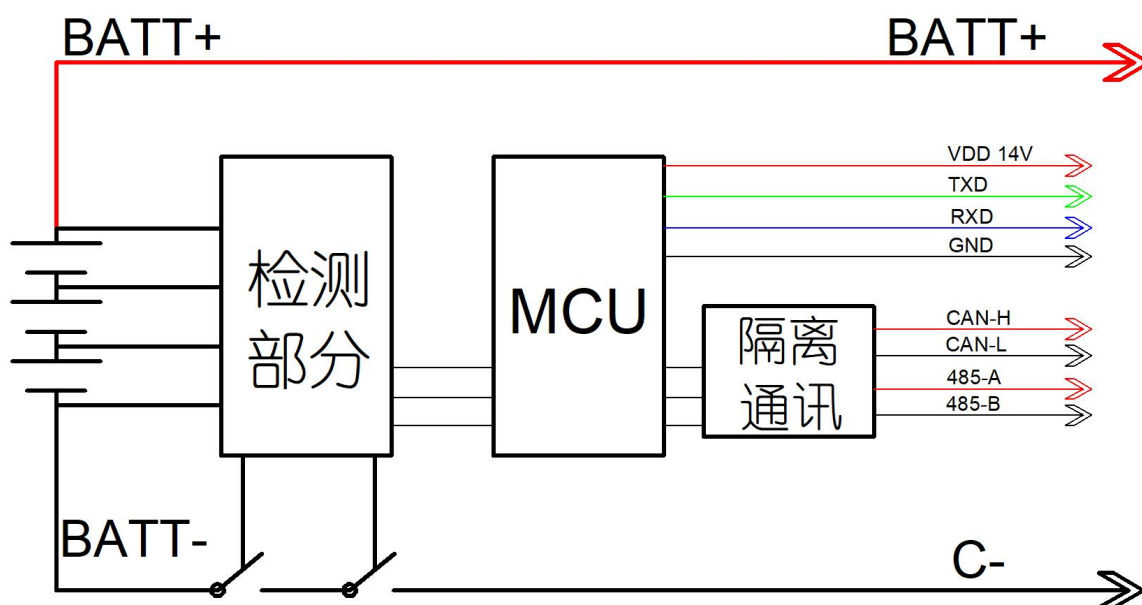 BATT+
BATT+
VDD 14V
TXD
RXD
GND
检测
部分
MCU
隔离
通讯
CAN-H
CAN-L
485-A
485-B
BATT-
C-